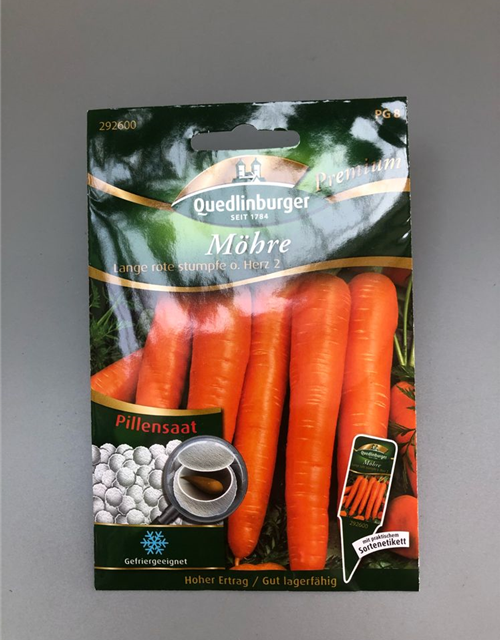 292600
PG B
Premium
Quedlinburger
SEIT 1784
Möhre
Lange rote stumpfe o. Herz 2
Pillensaat
Quedlinburger
Möhre
292600
mit praktischem
Sortenetikett
Gefriergeeignet
Hoher Ertrag / Gut lagerfähig